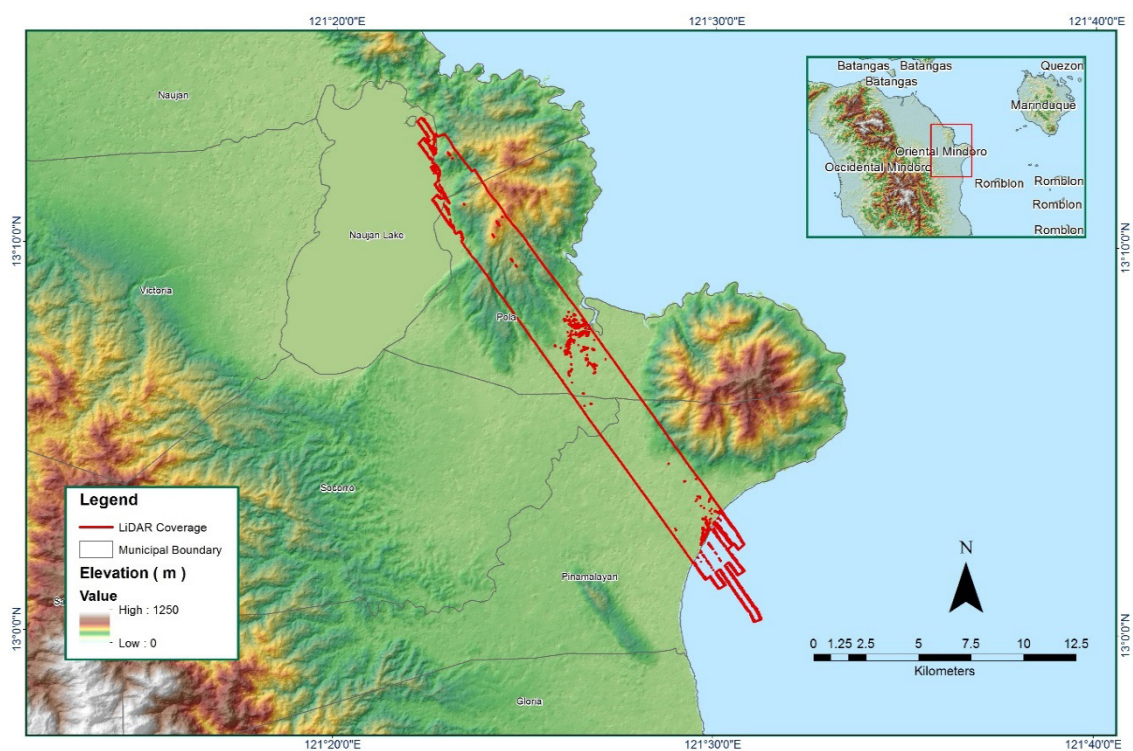 121°20'0"E 121°30'0"E 121°40'0"E
Batangas Batangas Quezon
Batangas
Marinduque
Oriental Mindoro
Occidental Mindoro
Romblon Romblon
Romblon
Romblon
Naujan
13°10'0"N 13°10'0"N
Naujan Lake
Victoria
Pola
Socorro
Pinamalayan
Gloria
Legend
LiDAR Coverage
Municipal Boundary
Elevation ( m )
Value
High : 1250
Low : 0
N
0 1.25 2.5 5 7.5 10 12.5
Kilometers
13°0'0"N 13°0'0"N
121°20'0"E 121°30'0"E 121°40'0"E